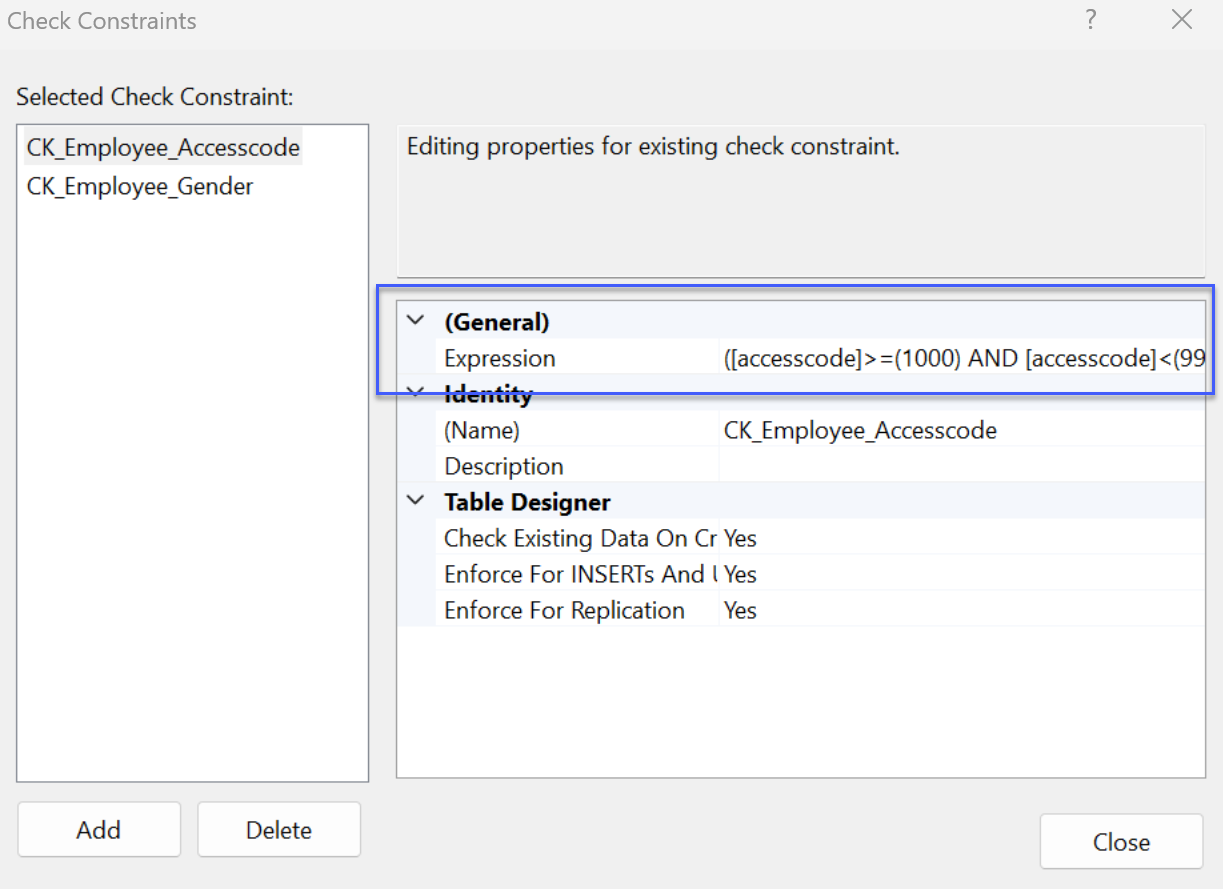 Check Constraints
?
Selected Check Constraint:
CK_Employee_Accesscode
CK_Employee_Gender
Editing properties for existing check constraint.
(General)
Expression ([accesscode]>=(1000) AND [accesscode]<(99
Identity
(Name) CK_Employee_Accesscode
Description
Table Designer
Check Existing Data On Cr Yes
Enforce For INSERTs And U Yes
Enforce For Replication Yes
Add Delete
Close